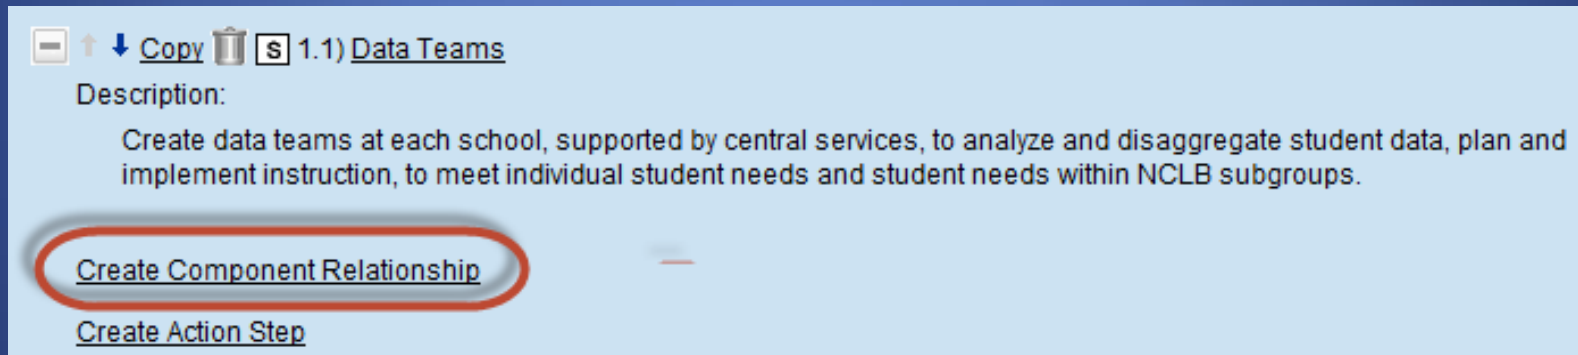 Copy S 1.1) Data Teams
Description:
Create data teams at each school, supported by central services, to analyze and disaggregate student data, plan and
implement instruction, to meet individual student needs and student needs within NCLB subgroups.
Create Component Relationship
Create Action Step